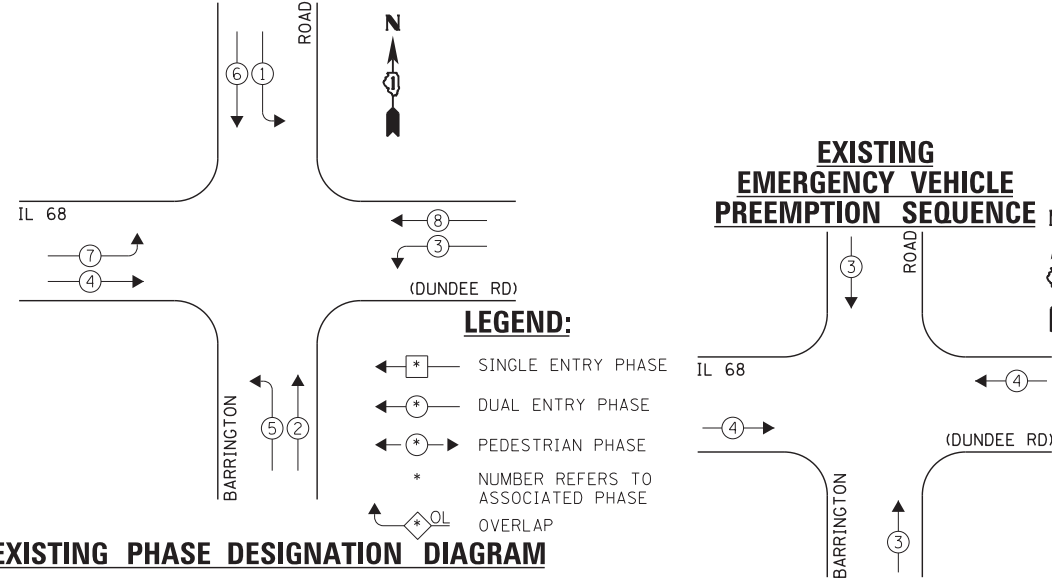 ROAD
N
6 1
1
IL 68
8
7
3
4
(DUNDEE RD)
5 2
BARRINGTON
LEGEND:
* SINGLE ENTRY PHASE
* DUAL ENTRY PHASE
* PEDESTRIAN PHASE
* NUMBER REFERS TO
ASSOCIATED PHASE
* OL OVERLAP
EXISTING PHASE DESIGNATION DIAGRAM
EXISTING
EMERGENCY VEHICLE
PREEMPTION SEQUENCE
ROAD
3
IL 68
4
4
(DUNDEE RD)
BARRINGTON
3